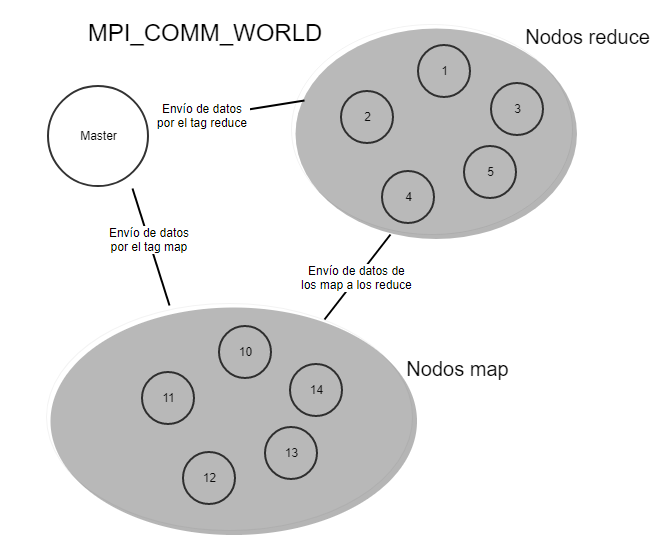 MPI_COMM_WORLD
Nodos reduce
1
Envío de datos
por el tag reduce
2
3
Master
5
4
Envío de datos
por el tag map
Envío de datos de
los map a los reduce
10
Nodos map
14
11
13
12